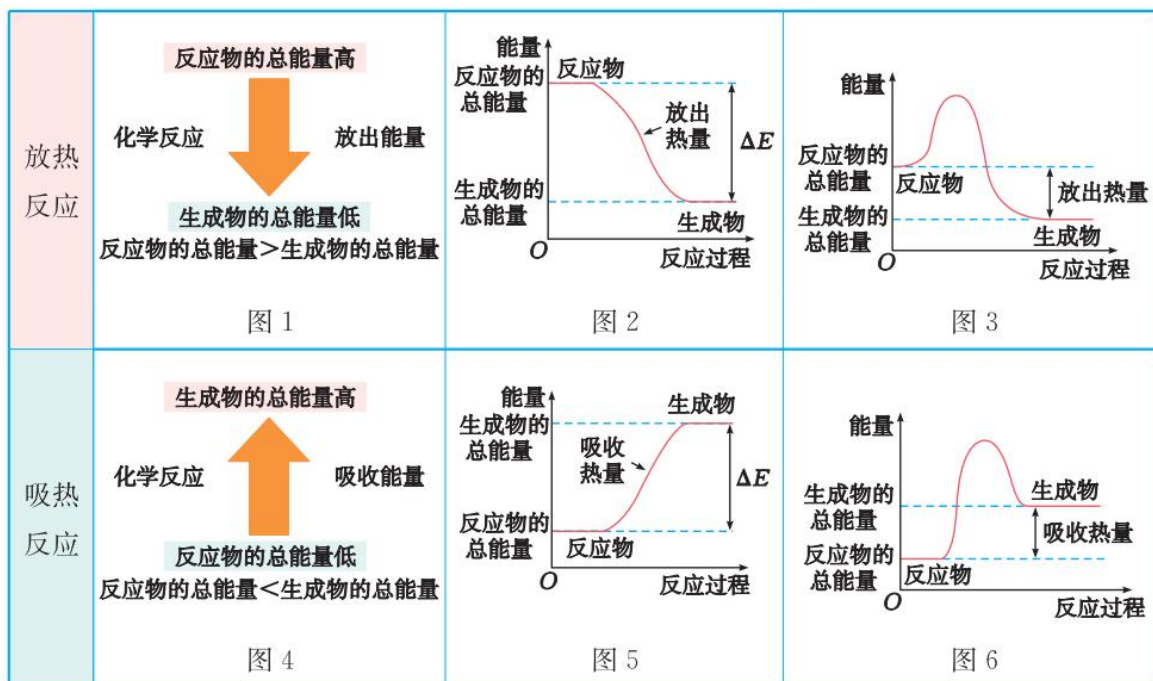 放热
反应
反应物的总能量高
化学反应 放出能量
生成物的总能量低
反应物的总能量>生成物的总能量
图 1
能量
反应物的
总能量
反应物
放出
热量
ΔE
生成物的
总能量
生成物
O
反应过程
图 2
能量
反应物的
总能量
反应物
放出热量
生成物的
总能量
生成物
O
反应过程
图 3
吸热
反应
生成物的总能量高
化学反应 吸收能量
反应物的总能量低
反应物的总能量<生成物的总能量
图 4
能量
生成物的
总能量
生成物
吸收
热量
ΔE
反应物的
总能量
反应物
O
反应过程
图 5
能量
生成物的
总能量
生成物
吸收热量
反应物的
总能量
反应物
O
反应过程
图 6